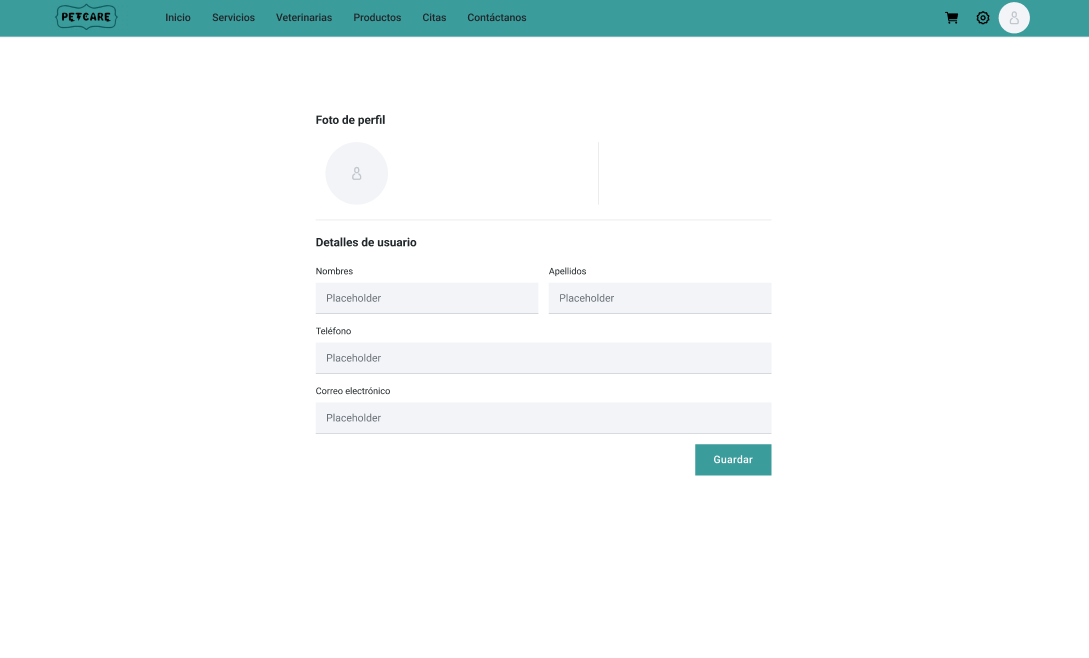 PETCARE Inicio Servicios Veterinarias Productos Citas Contáctanos
Foto de perfil
Detalles de usuario
Nombres Apellidos
Placeholder Placeholder
Teléfono
Placeholder
Correo electrónico
Placeholder
Guardar